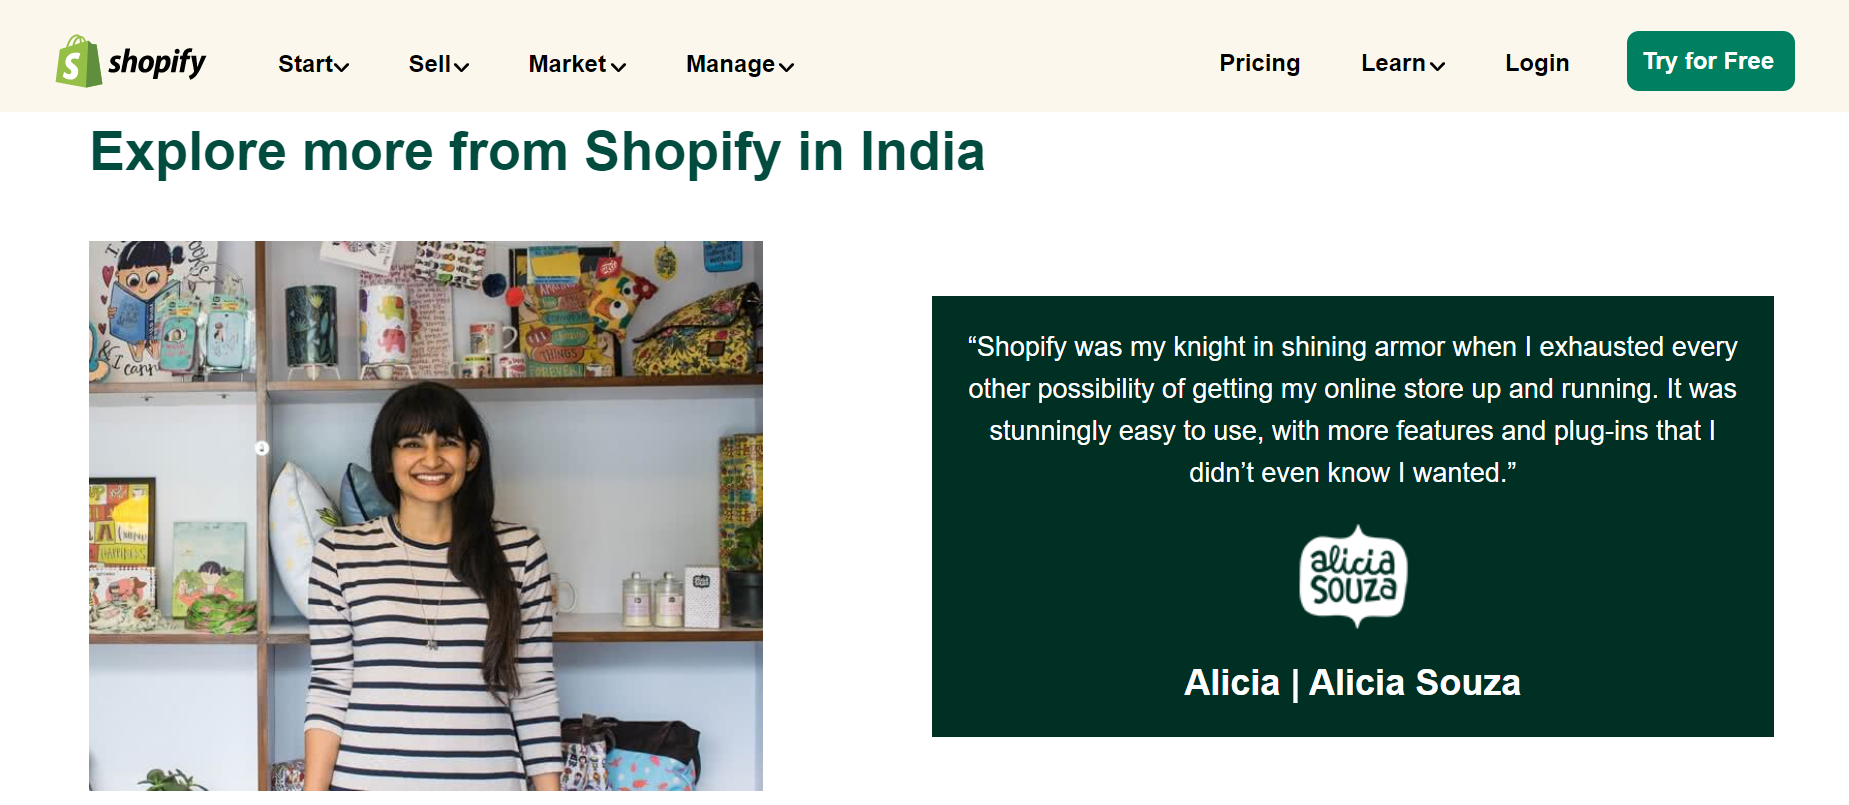 shopify
Start
Sell
Market
Manage
Pricing
Learn
Login
Try for Free
Explore more from Shopify in India
“Shopify was my knight in shining armor when I exhausted every
other possibility of getting my online store up and running. It was
stunningly easy to use, with more features and plug-ins that I
didn’t even know I wanted.”
alicia
SOUZA
Alicia | Alicia Souza
THINGS
FOREVER!
HAPPINESS